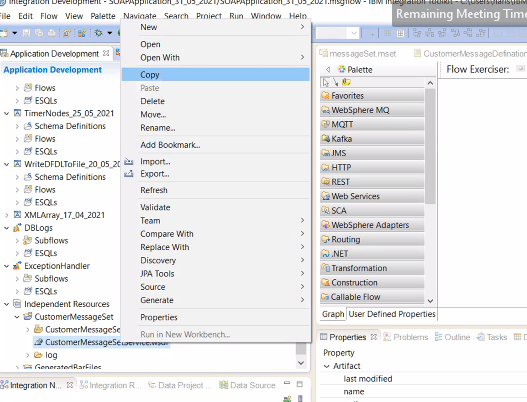 Integration Development - SOAPApplication_31_05_2021/SOAPApplication_31_05_2021.msgflow - IBM Integration Toolkit - C:\Users\
Remaining Meeting Time
File Edit Flow View Palette Navigate Search Project Run Window Help
Application Development
Application Development
Flows
ESQLs
TimerNodes_25_05_2021
Schema Definitions
Flows
ESQLs
WriteDFDLToFile_20_05_20
Schema Definitions
Flows
ESQLs
XMLArray_17_04_2021
DBLogs
Subflows
ESQLs
ExceptionHandler
Subflows
ESQLs
Independent Resources
CustomerMessageSet
CustomerMessageSe
CustomerMessageSetService.wsdl
log
GeneratedBarFiles
New
Open
Open With
Copy
Paste
Delete
Move...
Rename...
Add Bookmark...
Import...
Export...
Refresh
Validate
Team
Compare With
Replace With
Discovery
JPA Tools
Source
Generate
Properties
Run in New Workbench...
messageSet.mset
CustomerMessageDefination
Palette
Flow Exerciser:
Favorites
WebSphere MQ
MQTT
Kafka
JMS
HTTP
REST
Web Services
SCA
WebSphere Adapters
Routing
.NET
Transformation
Construction
Callable Flow
Graph User Defined Properties
Properties Problems Outline Tasks D
Property
Artifact
last modified
name
Integration N... Integration R... Data Project ... Data Source